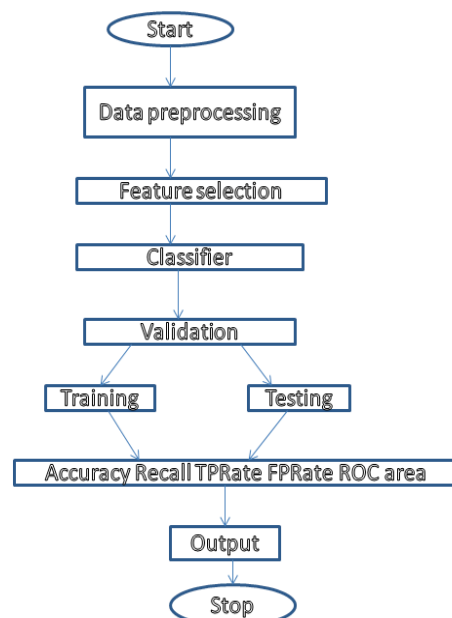 Start
Data preprocessing
Feature selection
Classifier
Validation
Training
Testing
Accuracy Recall TPRate FPRate ROC area
Output
Stop